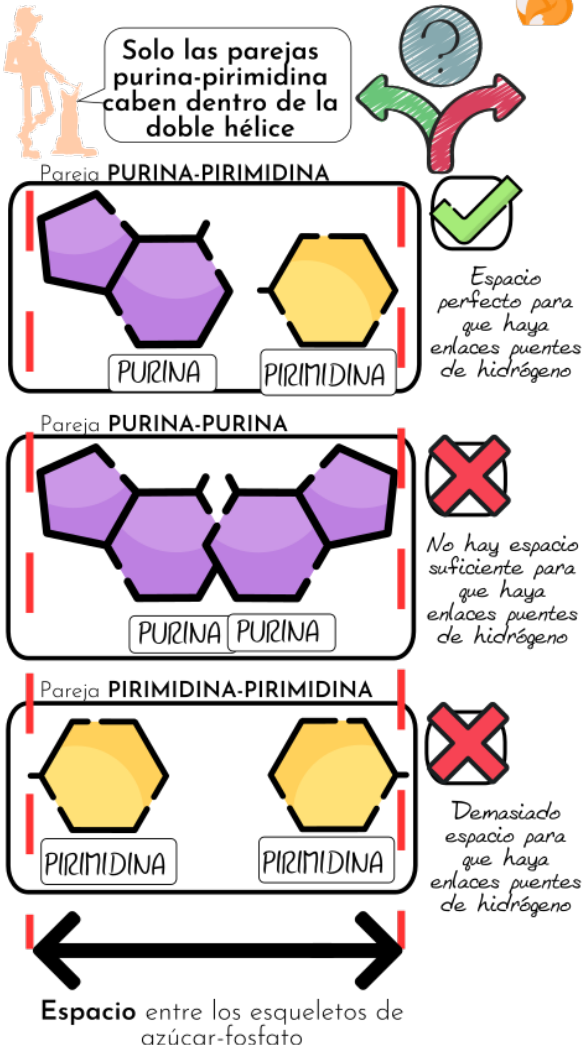 Solo las parejas
purina-pirimidina
caben dentro de la
doble hélice
Pareja PURINA-PIRIMIDINA
PURINA
PIRIMIDINA
Espacio
perfecto para
que haya
enlaces puentes
de hidrógeno
Pareja PURINA-PURINA
PURINA
PURINA
No hay espacio
suficiente para
que haya
enlaces puentes
de hidrógeno
Pareja PIRIMIDINA-PIRIMIDINA
PIRIMIDINA
PIRIMIDINA
Demasiado
espacio para
que haya
enlaces puentes
de hidrógeno
Espacio entre los esqueletos de
azúcar-fosfato